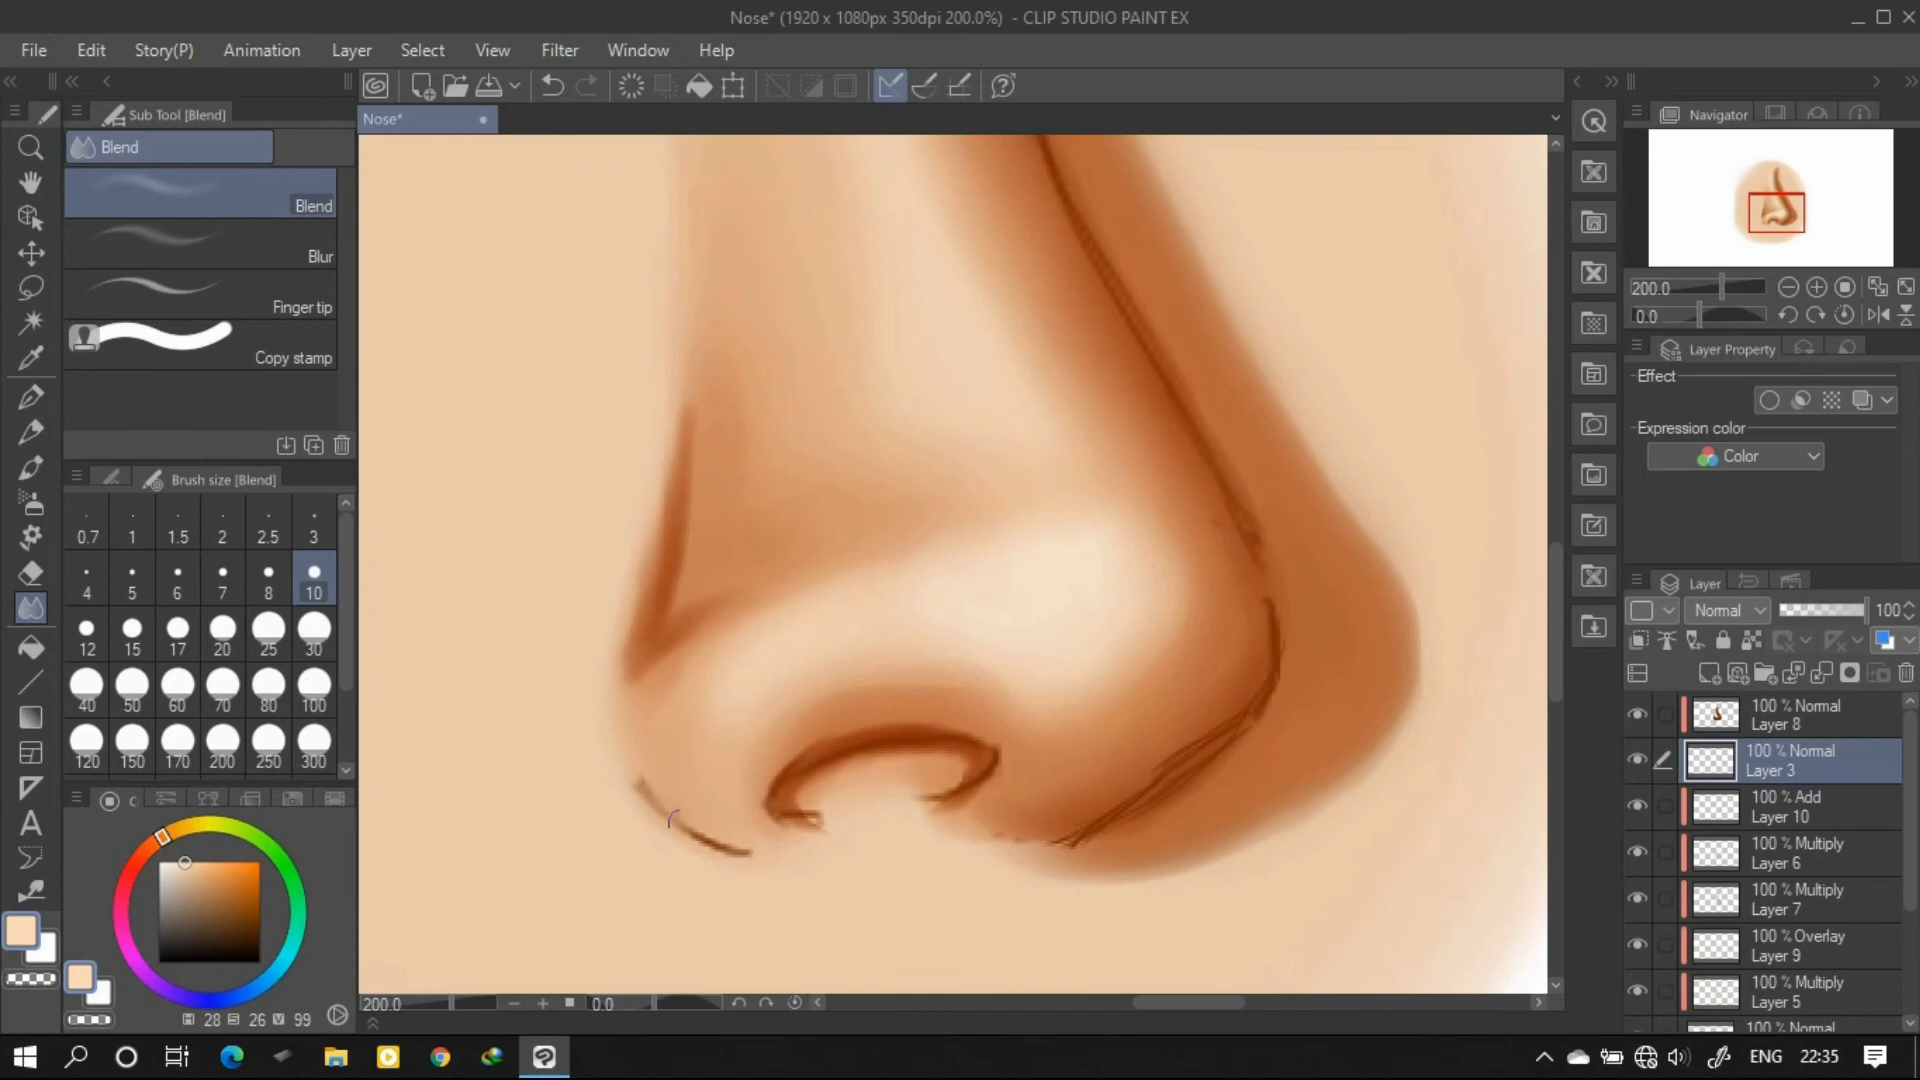 Nose* (1920 x 1080px 350dpi 200.0%) - CLIP STUDIO PAINT EX
File Edit Story(P) Animation Layer Select View Filter Window Help
Sub Tool [Blend]
Nose*
Blend
Blend
Blur
Finger tip
Copy stamp
Brush size [Blend]
0.7 1 1.5 2 2.5 3
4 5 6 7 8 10
12 15 17 20 25 30
40 50 60 70 80 100
120 150 170 200 250 300
28 26 99
200.0 0.0
Navigator
200.0
0.0
Layer Property
Effect
Expression color
Color
Layer
Normal 100
100 % Normal
Layer 8
100 % Normal
Layer 3
100 % Add
Layer 10
100 % Multiply
Layer 6
100 % Multiply
Layer 7
100 % Overlay
Layer 9
100 % Multiply
Layer 5
100 % Normal
ENG 22:35